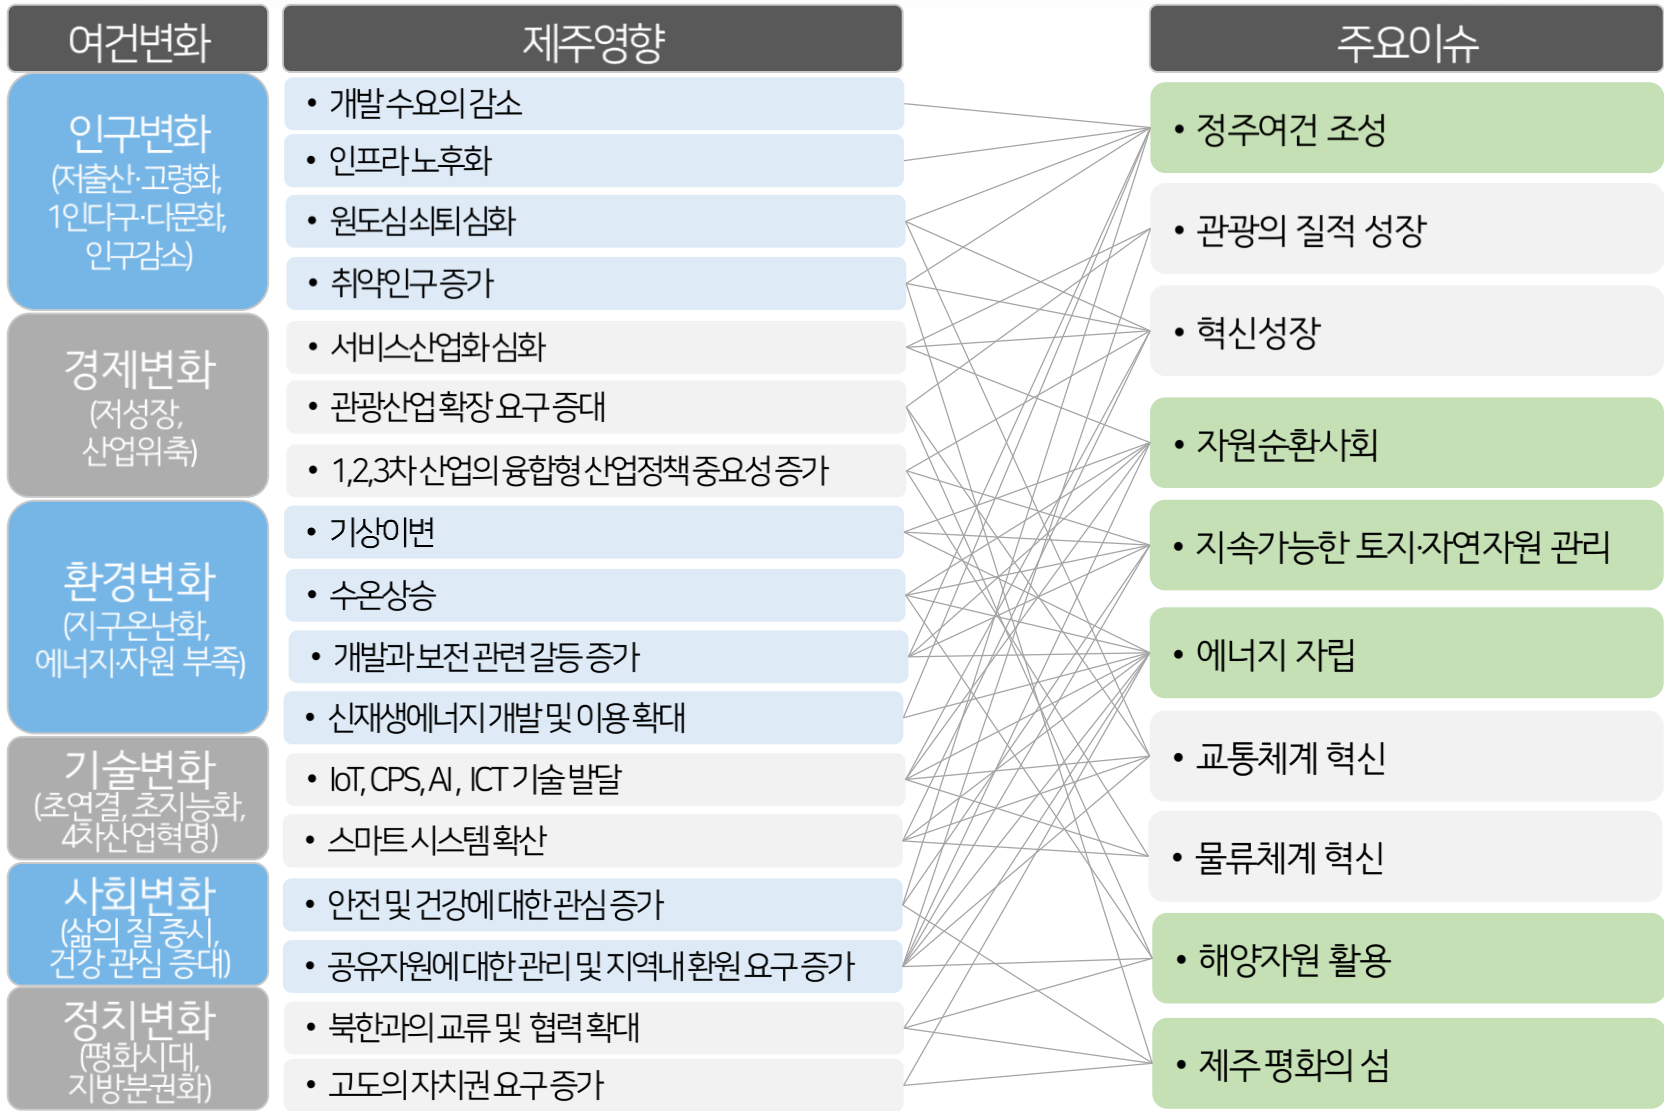 여건변화
제주영향
주요이슈
인구변화
(저출산·고령화,
1인다구·다문화,
인구감소)
경제변화
(저성장,
산업위축)
환경변화
(지구온난화,
에너지·자원 부족)
기술변화
(초연결, 초지능화,
4차산업혁명)
사회변화
(삶의 질 중시,
건강 관심 증대)
정치변화
(평화시대,
지방분권화)
• 개발 수요의 감소
• 인프라 노후화
• 원도심 쇠퇴 심화
• 취약인구 증가
• 서비스산업화 심화
• 관광산업 확장 요구 증대
• 1,2,3차 산업의 융합형 산업정책 중요성 증가
• 기상이변
• 수온상승
• 개발과 보전 관련 갈등 증가
• 신재생에너지 개발 및 이용 확대
• IoT, CPS, AI , ICT 기술 발달
• 스마트 시스템 확산
• 안전 및 건강에 대한 관심 증가
• 공유자원에 대한 관리 및 지역내 환원 요구 증가
• 북한과의 교류 및 협력 확대
• 고도의 자치권 요구 증가
• 정주여건 조성
• 관광의 질적 성장
• 혁신성장
• 자원순환사회
• 지속가능한 토지·자연자원 관리
• 에너지 자립
• 교통체계 혁신
• 물류체계 혁신
• 해양자원 활용
• 제주 평화의 섬